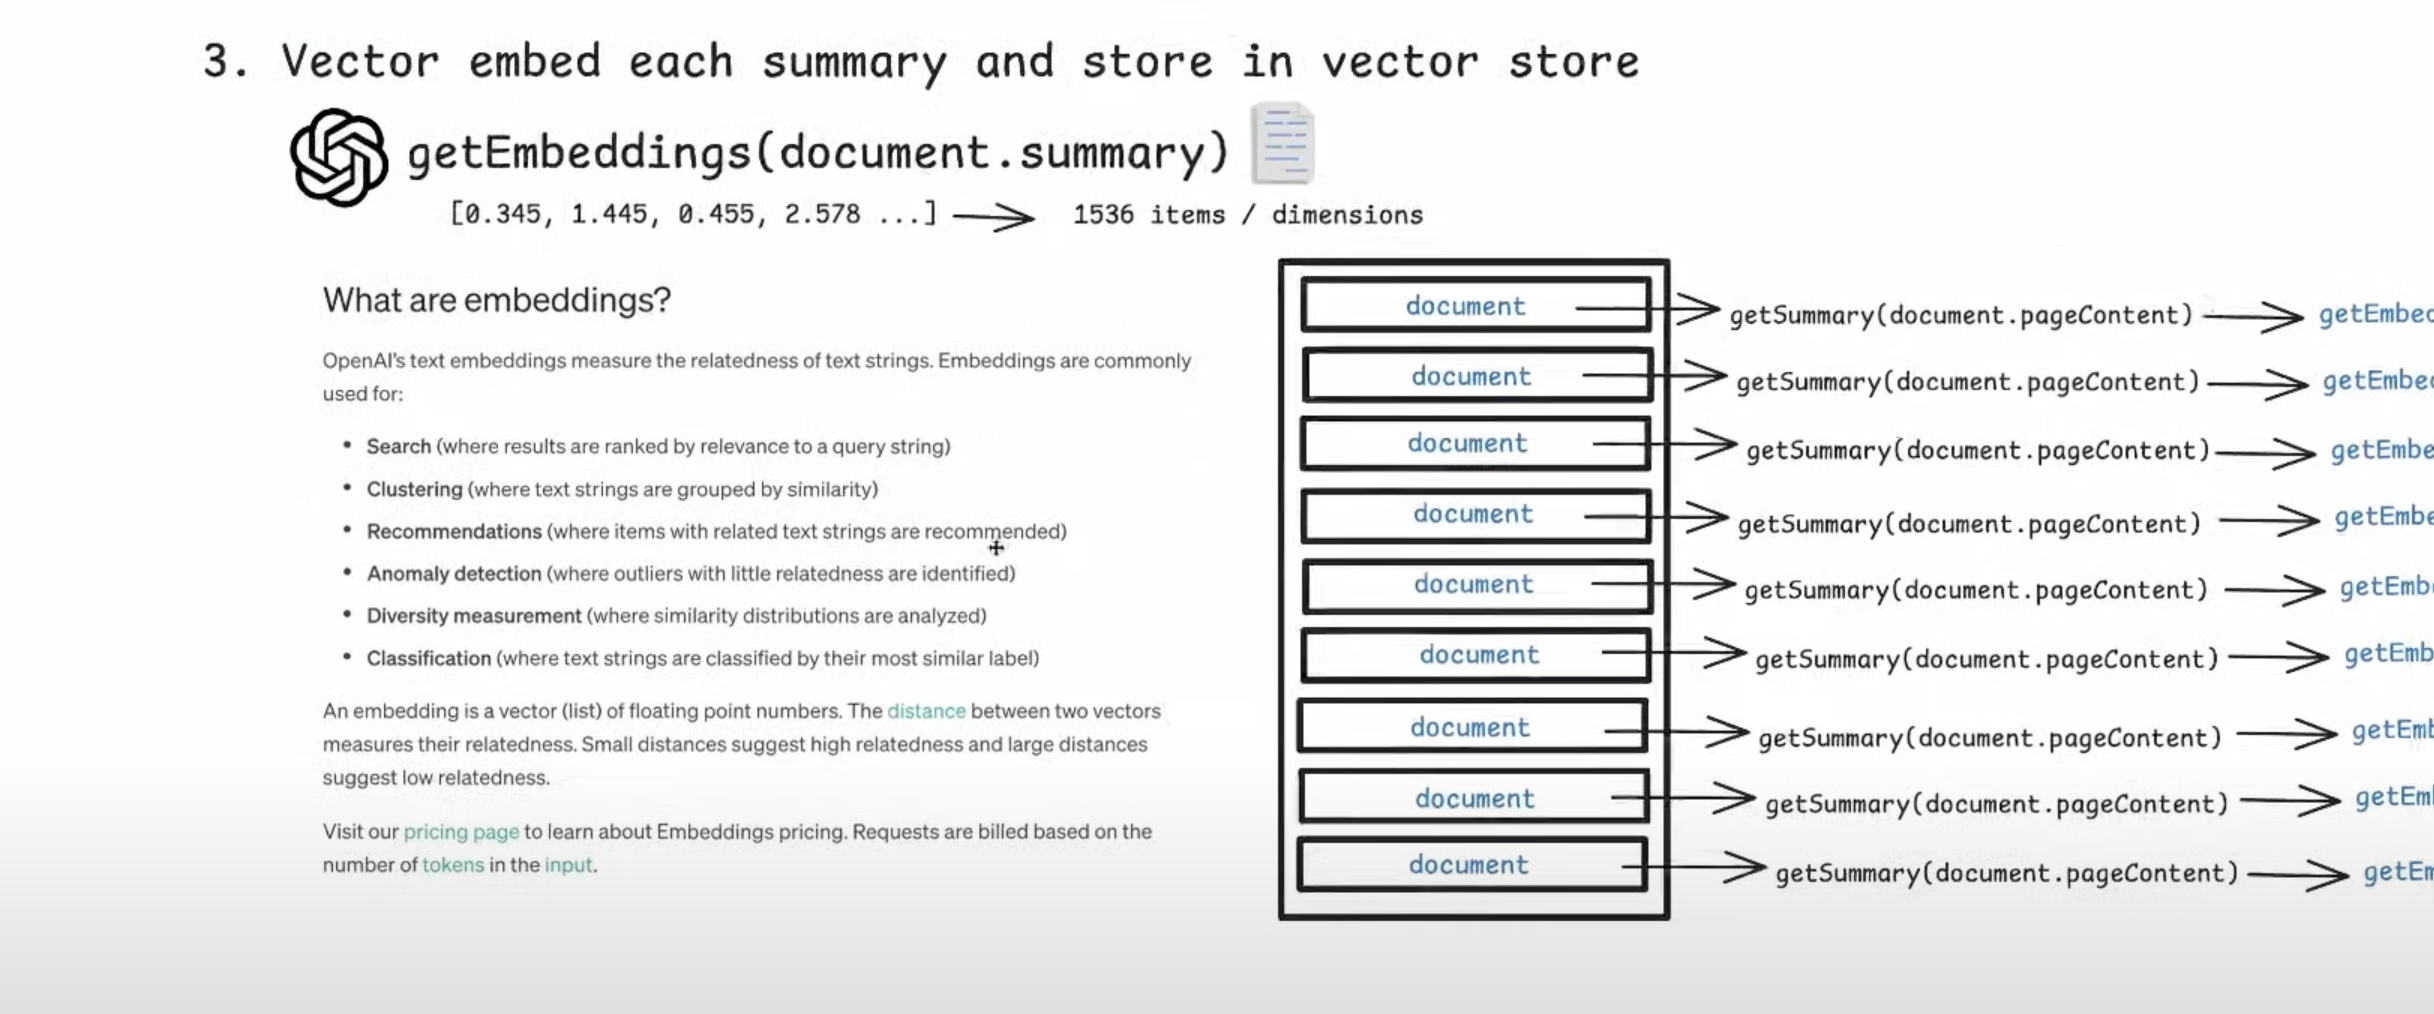 3. Vector embed each summary and store in vector store
getEmbeddings(document.summary)
[0.345, 1.445, 0.455, 2.578 ...] 1536 items / dimensions
What are embeddings?
OpenAI's text embeddings measure the relatedness of text strings. Embeddings are commonly
used for:
• Search (where results are ranked by relevance to a query string)
• Clustering (where text strings are grouped by similarity)
• Recommendations (where items with related text strings are recommended)
• Anomaly detection (where outliers with little relatedness are identified)
• Diversity measurement (where similarity distributions are analyzed)
• Classification (where text strings are classified by their most similar label)
An embedding is a vector (list) of floating point numbers. The distance between two vectors
measures their relatedness. Small distances suggest high relatedness and large distances
suggest low relatedness.
Visit our pricing page to learn about Embeddings pricing. Requests are billed based on the
number of tokens in the input.
document getSummary(document.pageContent) getEmbed
document getSummary(document.pageContent) getEmbed
document getSummary(document.pageContent) getEmbe
document getSummary(document.pageContent) getEmbe
document getSummary(document.pageContent) getEmb
document getSummary(document.pageContent) getEmb
document getSummary(document.pageContent) getEmb
document getSummary(document.pageContent) getEm
document getSummary(document.pageContent) getEm